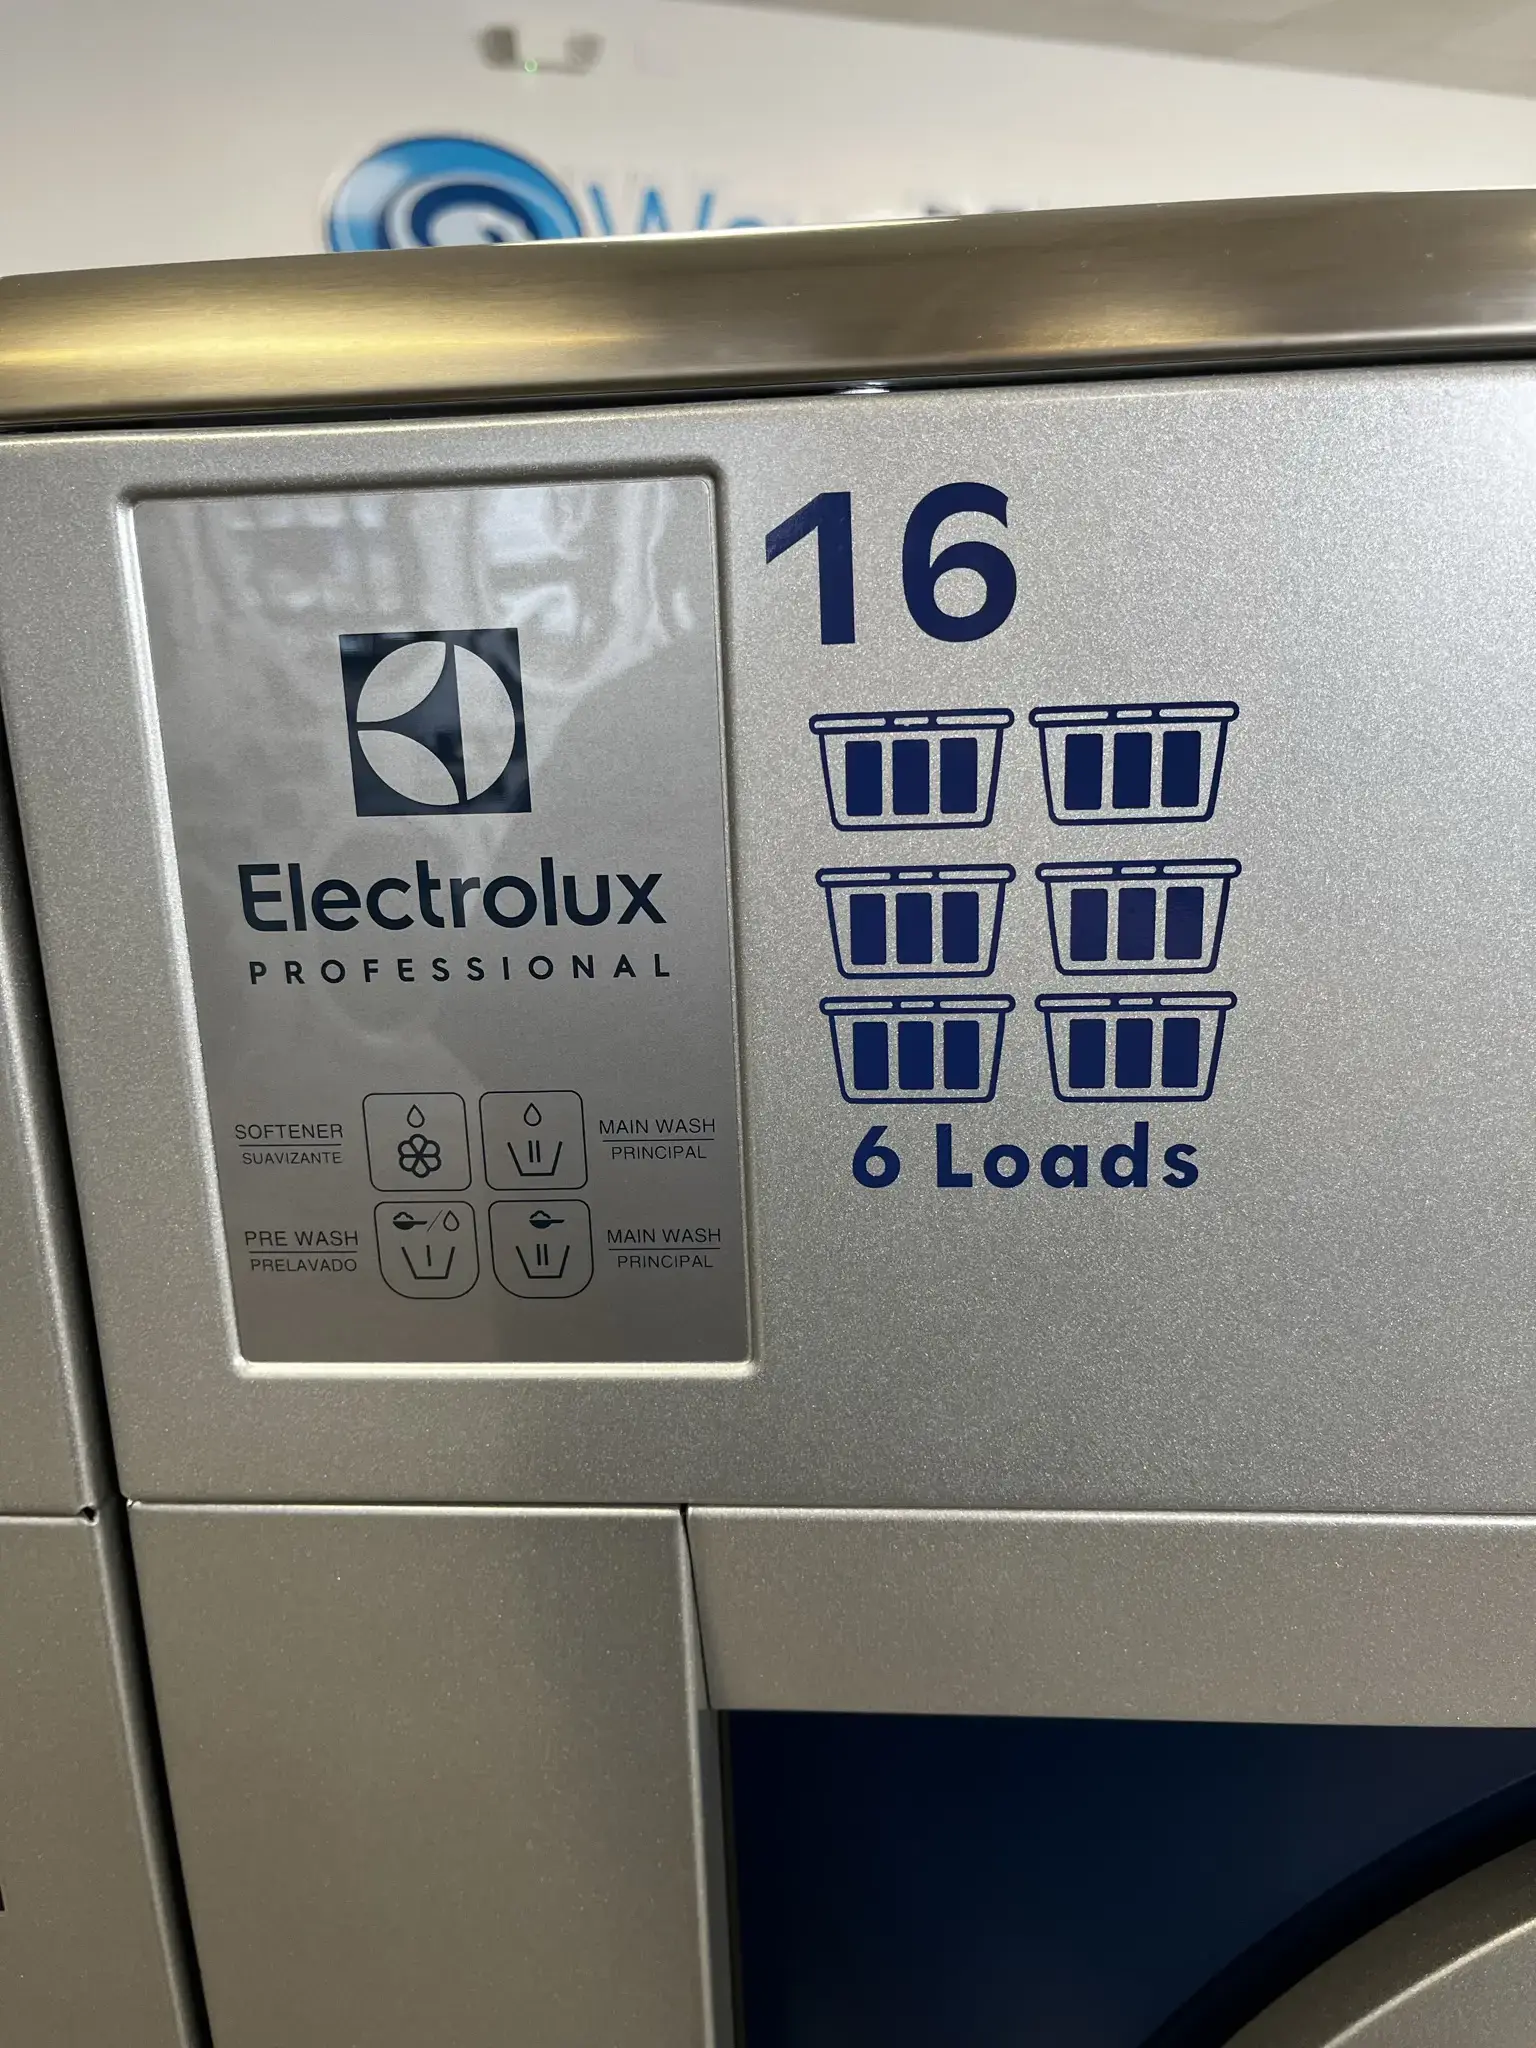 16
Electrolux
PROFESSIONAL
SOFTENER
SUAVIZANTE
MAIN WASH
PRINCIPAL
PRE WASH
PRELAVADO
MAIN WASH
PRINCIPAL
6 Loads